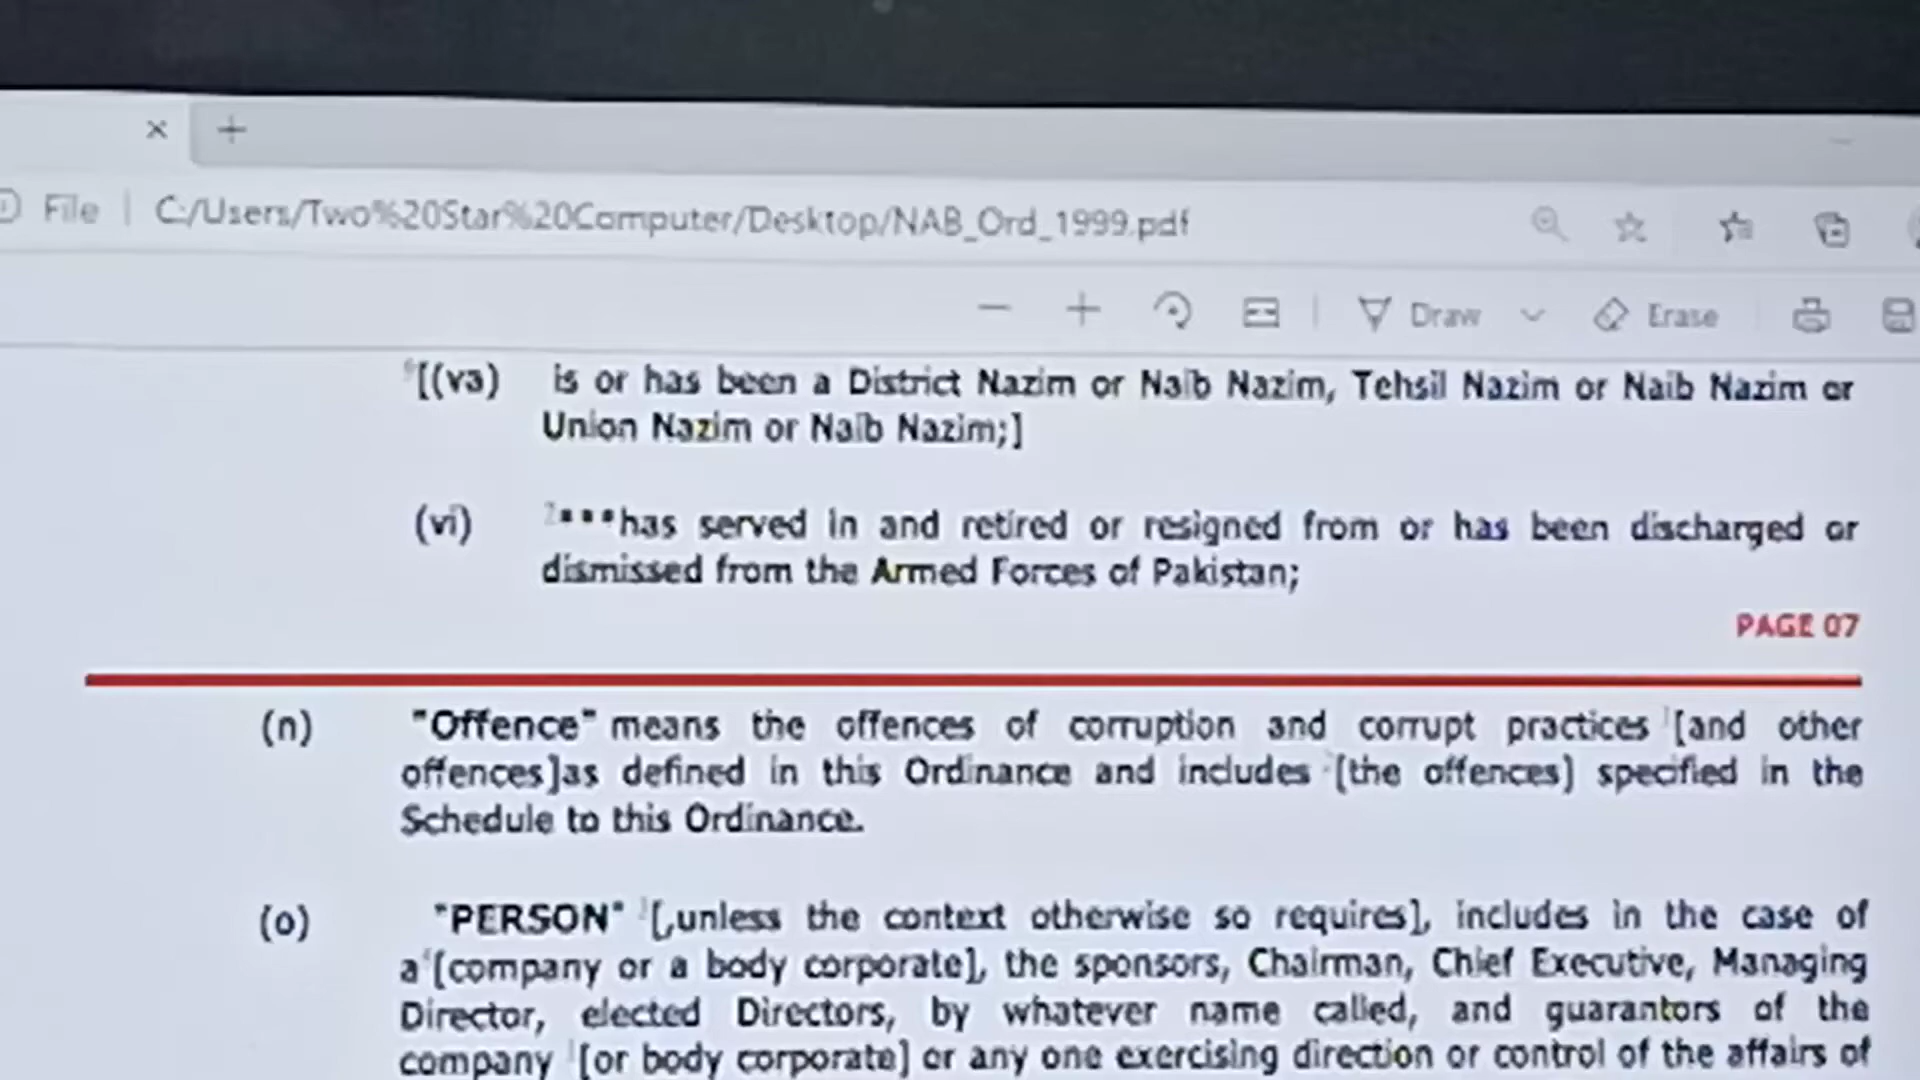 File | C:/Users/Two%20Star%20Computer/Desktop/NAB_Ord_1999.pdf
Draw Erase
[(va) is or has been a District Nazim or Naib Nazim, Tehsil Nazim or Naib Nazim or
Union Nazim or Naib Nazim;]
(vi) ***has served in and retired or resigned from or has been discharged or
dismissed from the Armed Forces of Pakistan;
PAGE 07
(n) "Offence" means the offences of corruption and corrupt practices [and other
offences]as defined in this Ordinance and includes [the offences] specified in the
Schedule to this Ordinance.
(o) "PERSON" [,unless the context otherwise so requires], includes in the case of
a [company or a body corporate], the sponsors, Chairman, Chief Executive, Managing
Director, elected Directors, by whatever name called, and guarantors of the
company [or body corporate] or any one exercising direction or control of the affairs of